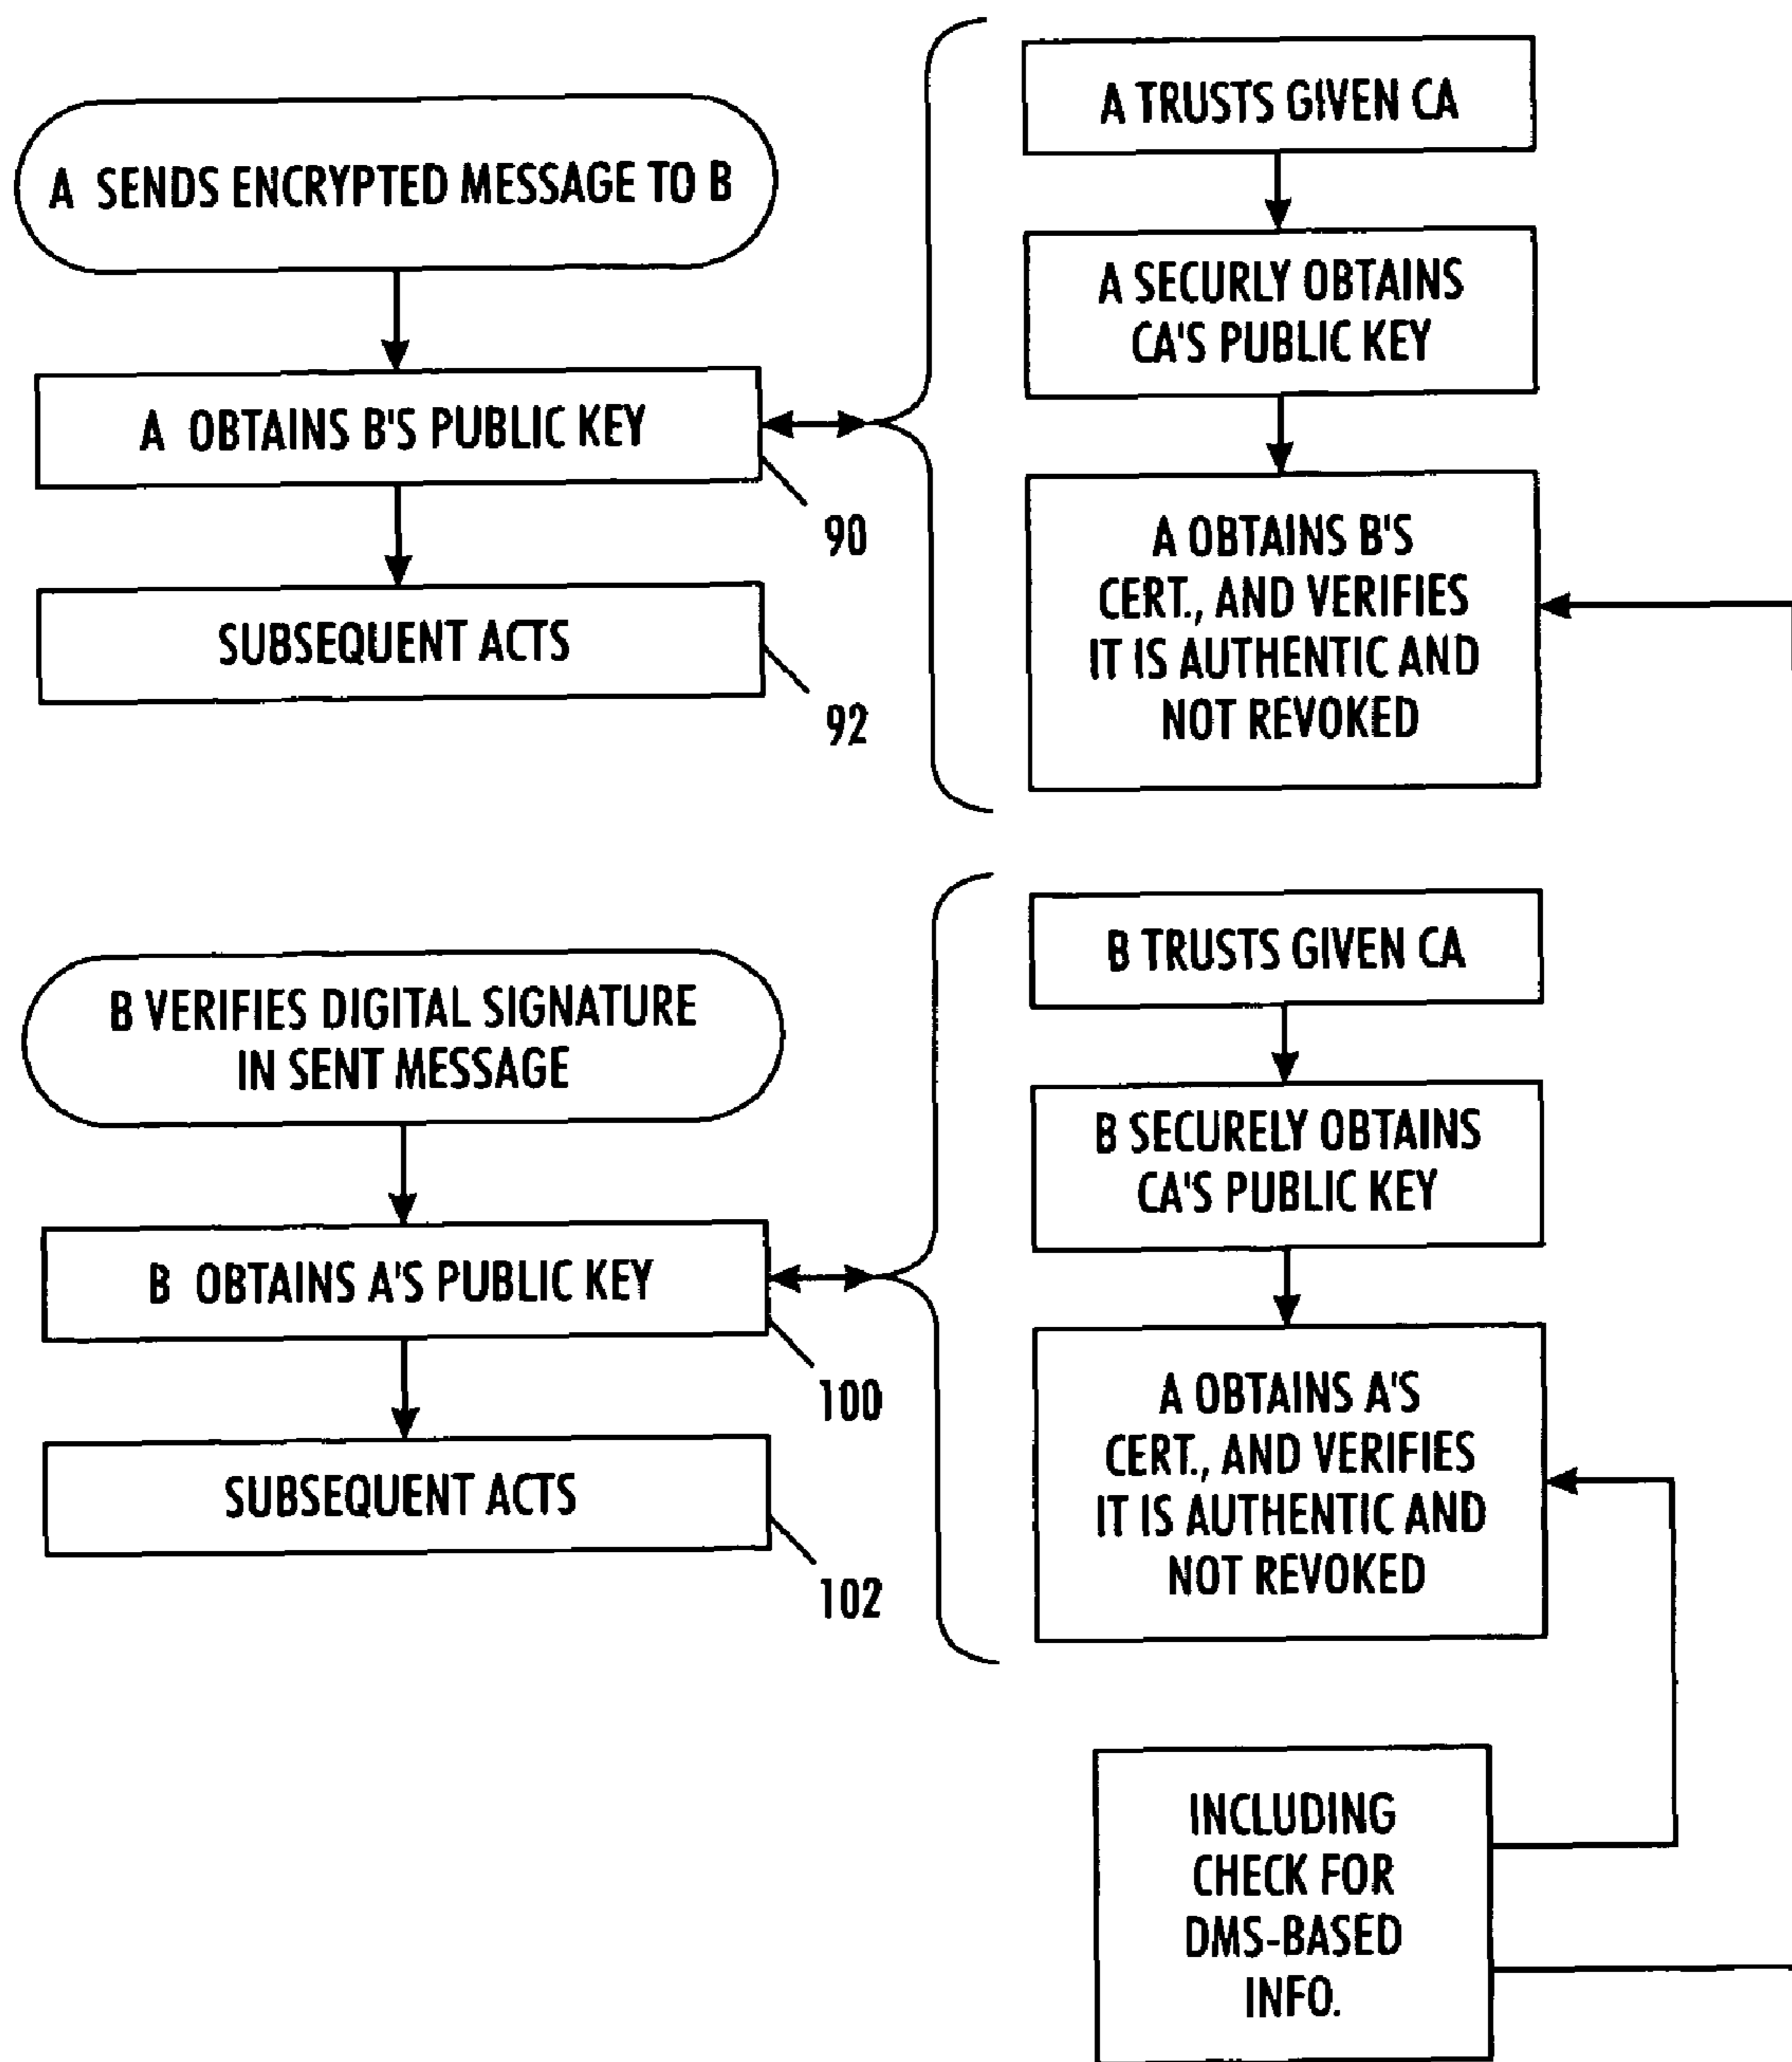 A SENDS ENCRYPTED MESSAGE TO B
A OBTAINS B'S PUBLIC KEY
90
SUBSEQUENT ACTS
92
A TRUSTS GIVEN CA
A SECURLY OBTAINS
CA'S PUBLIC KEY
A OBTAINS B'S
CERT., AND VERIFIES
IT IS AUTHENTIC AND
NOT REVOKED
B VERIFIES DIGITAL SIGNATURE
IN SENT MESSAGE
B OBTAINS A'S PUBLIC KEY
100
SUBSEQUENT ACTS
102
B TRUSTS GIVEN CA
B SECURELY OBTAINS
CA'S PUBLIC KEY
A OBTAINS A'S
CERT., AND VERIFIES
IT IS AUTHENTIC AND
NOT REVOKED
INCLUDING
CHECK FOR
DMS-BASED
INFO.